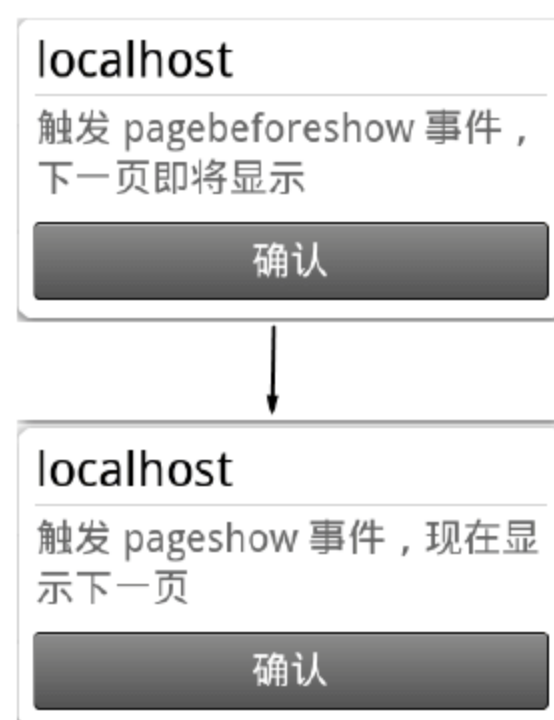 localhost
触发 pagebeforeshow 事件，
下一页即将显示
确认
localhost
触发 pageshow 事件，现在显
示下一页
确认